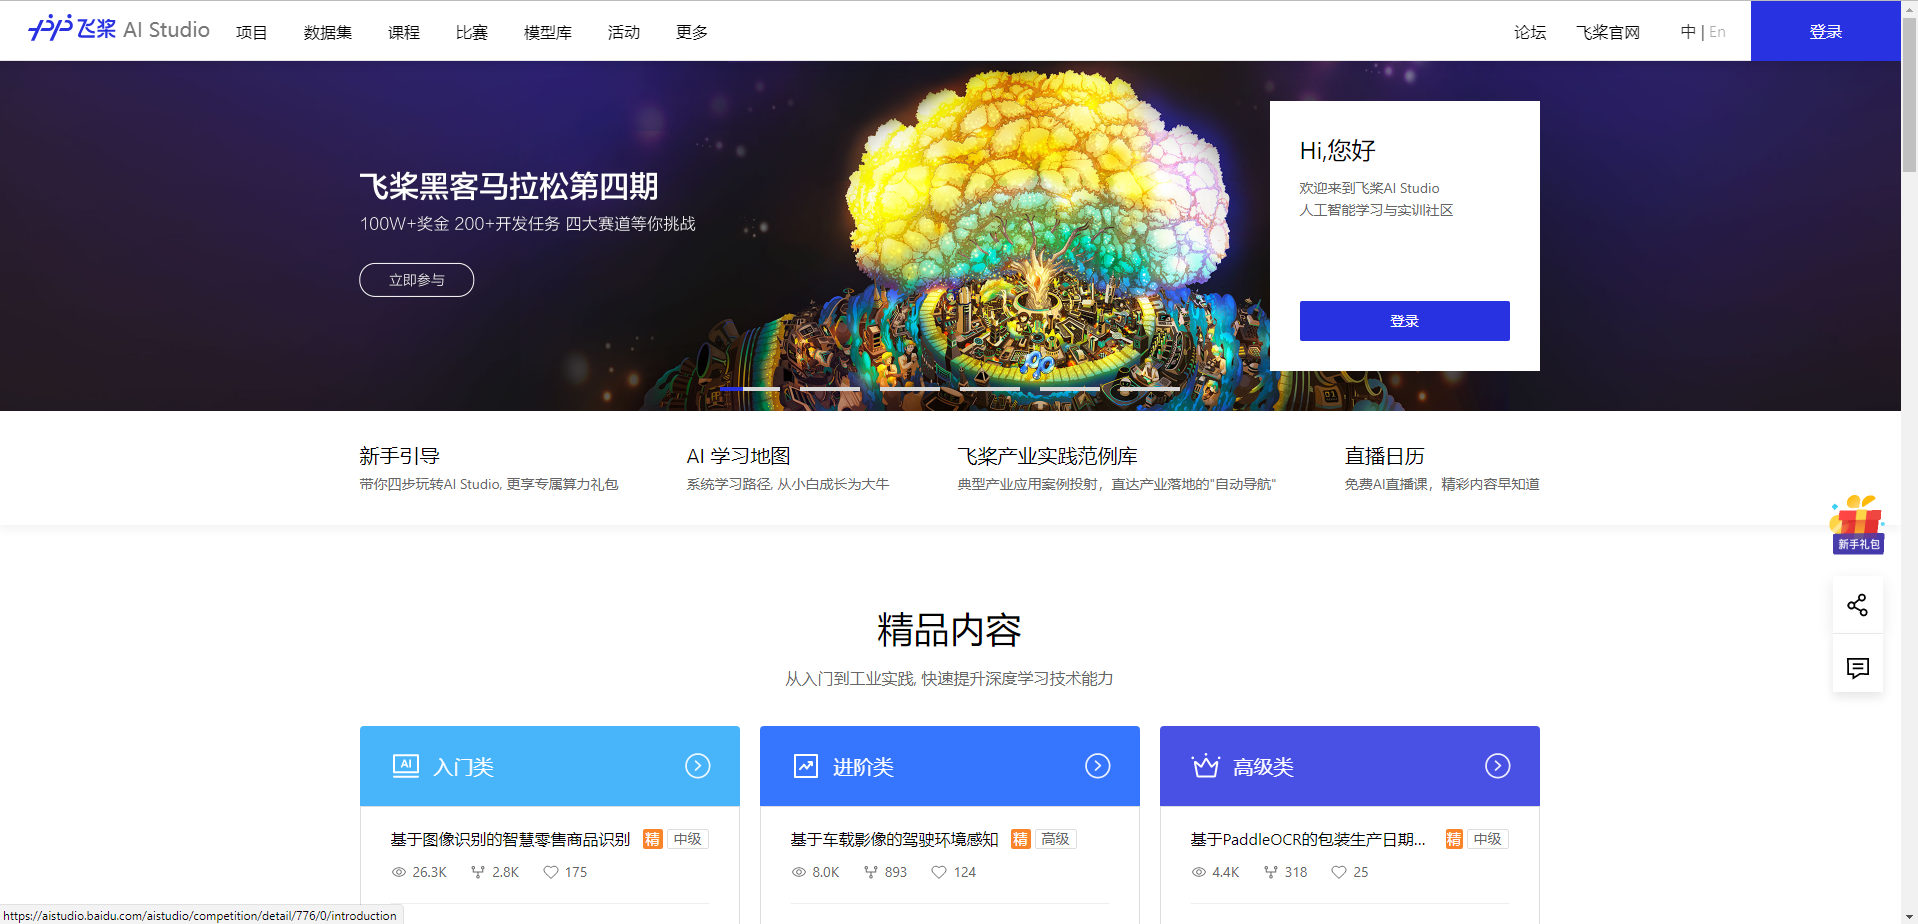 飞桨 AI Studio 项目 数据集 课程 比赛 模型库 活动 更多 论坛 飞桨官网 中 | En 登录
飞桨黑客马拉松第四期
100W+奖金 200+开发任务 四大赛道等你挑战
立即参与
Hi,您好
欢迎来到飞桨AI Studio
人工智能学习与实训社区
登录
新手引导
带你四步玩转AI Studio, 更享专属算力礼包
AI 学习地图
系统学习路径, 从小白成长为大牛
飞桨产业实践范例库
典型产业应用案例投射，直达产业落地的"自动导航"
直播日历
免费AI直播课，精彩内容早知道
新手礼包
精品内容
从入门到工业实践, 快速提升深度学习技术能力
AI 入门类
基于图像识别的智慧零售商品识别 精 中级
26.3K 2.8K 175
进阶类
基于车载影像的驾驶环境感知 精 高级
8.0K 893 124
高级类
基于PaddleOCR的包装生产日期... 精 中级
4.4K 318 25
https://aistudio.baidu.com/aistudio/competition/detail/776/0/introduction